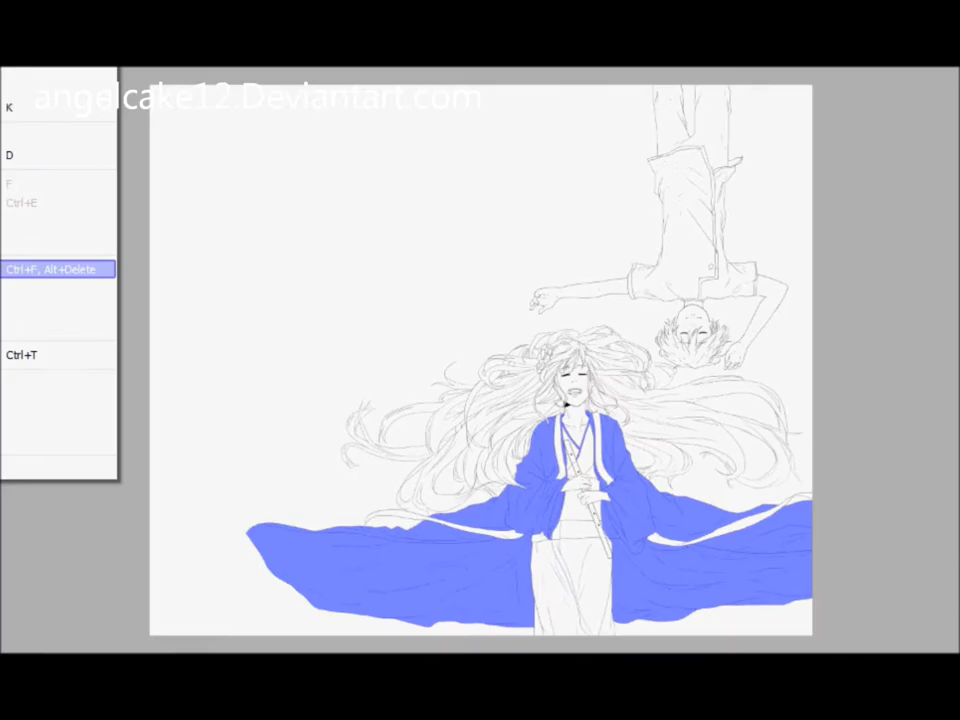 angelcake12.Deviantart.com
K
D
F
Ctrl+E
Ctrl+F, Alt+Delete
Ctrl+T